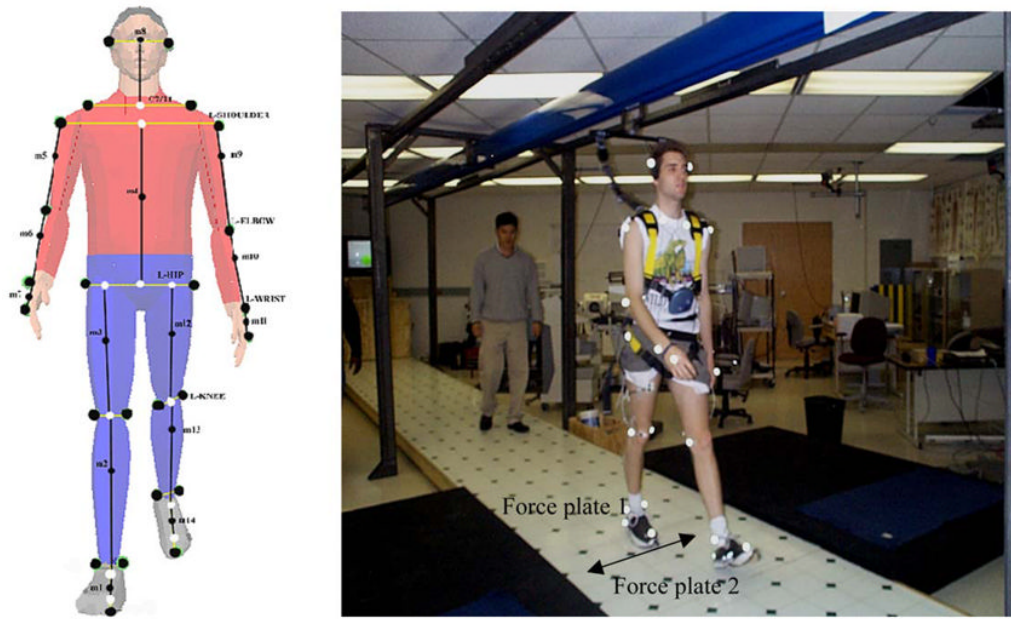 m8
C7/T1
L-SHOULDER
m5
m9
m4
L-ELBOW
m6
m10
L-HIP
m7
L-WRIST
m11
m3
m12
L-KNEE
m13
m2
m14
m1
Force plate 1
Force plate 2